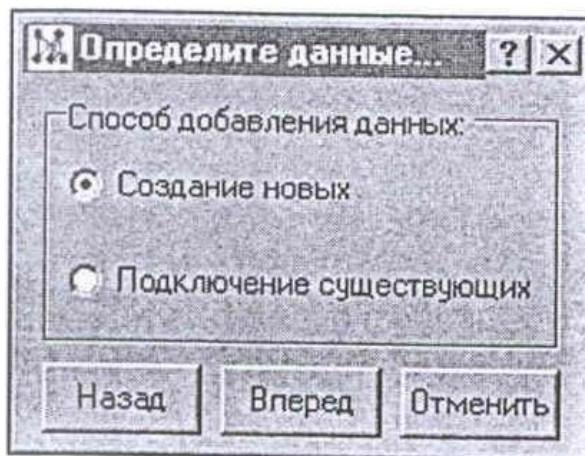 Определите данные...
Способ добавления данных:
Создание новых
Подключение существующих
Назад
Вперед
Отменить